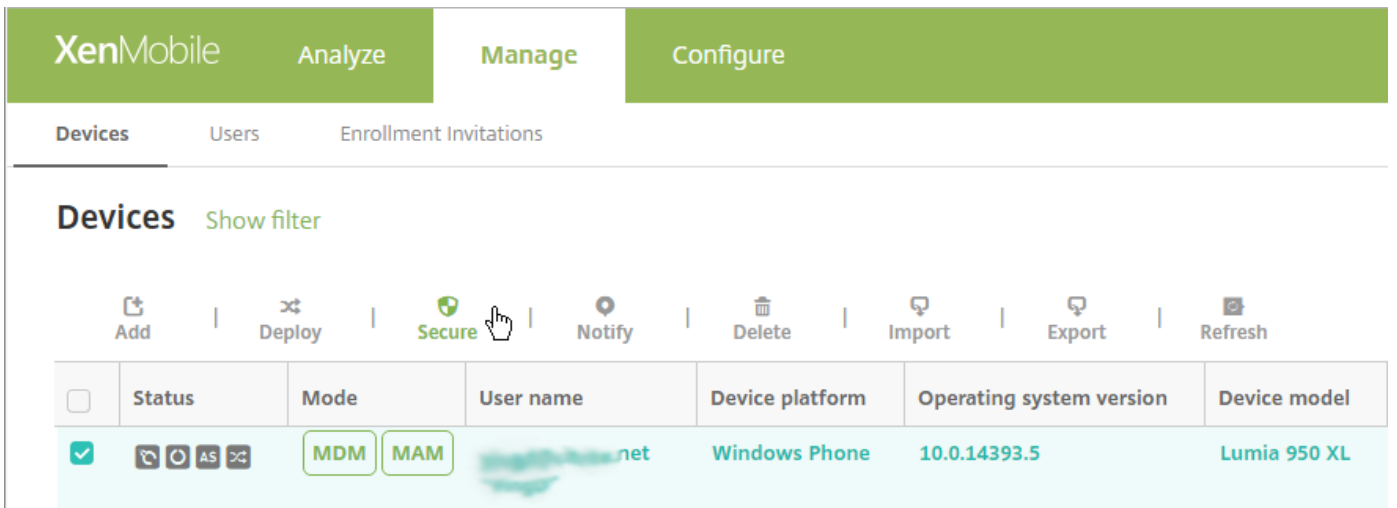 XenMobile Analyze Manage Configure
Devices Users Enrollment Invitations
Devices Show filter
Add | Deploy | Secure | Notify | Delete | Import | Export | Refresh
Status Mode User name Device platform Operating system version Device model
AS MDM MAM .net Windows Phone 10.0.14393.5 Lumia 950 XL